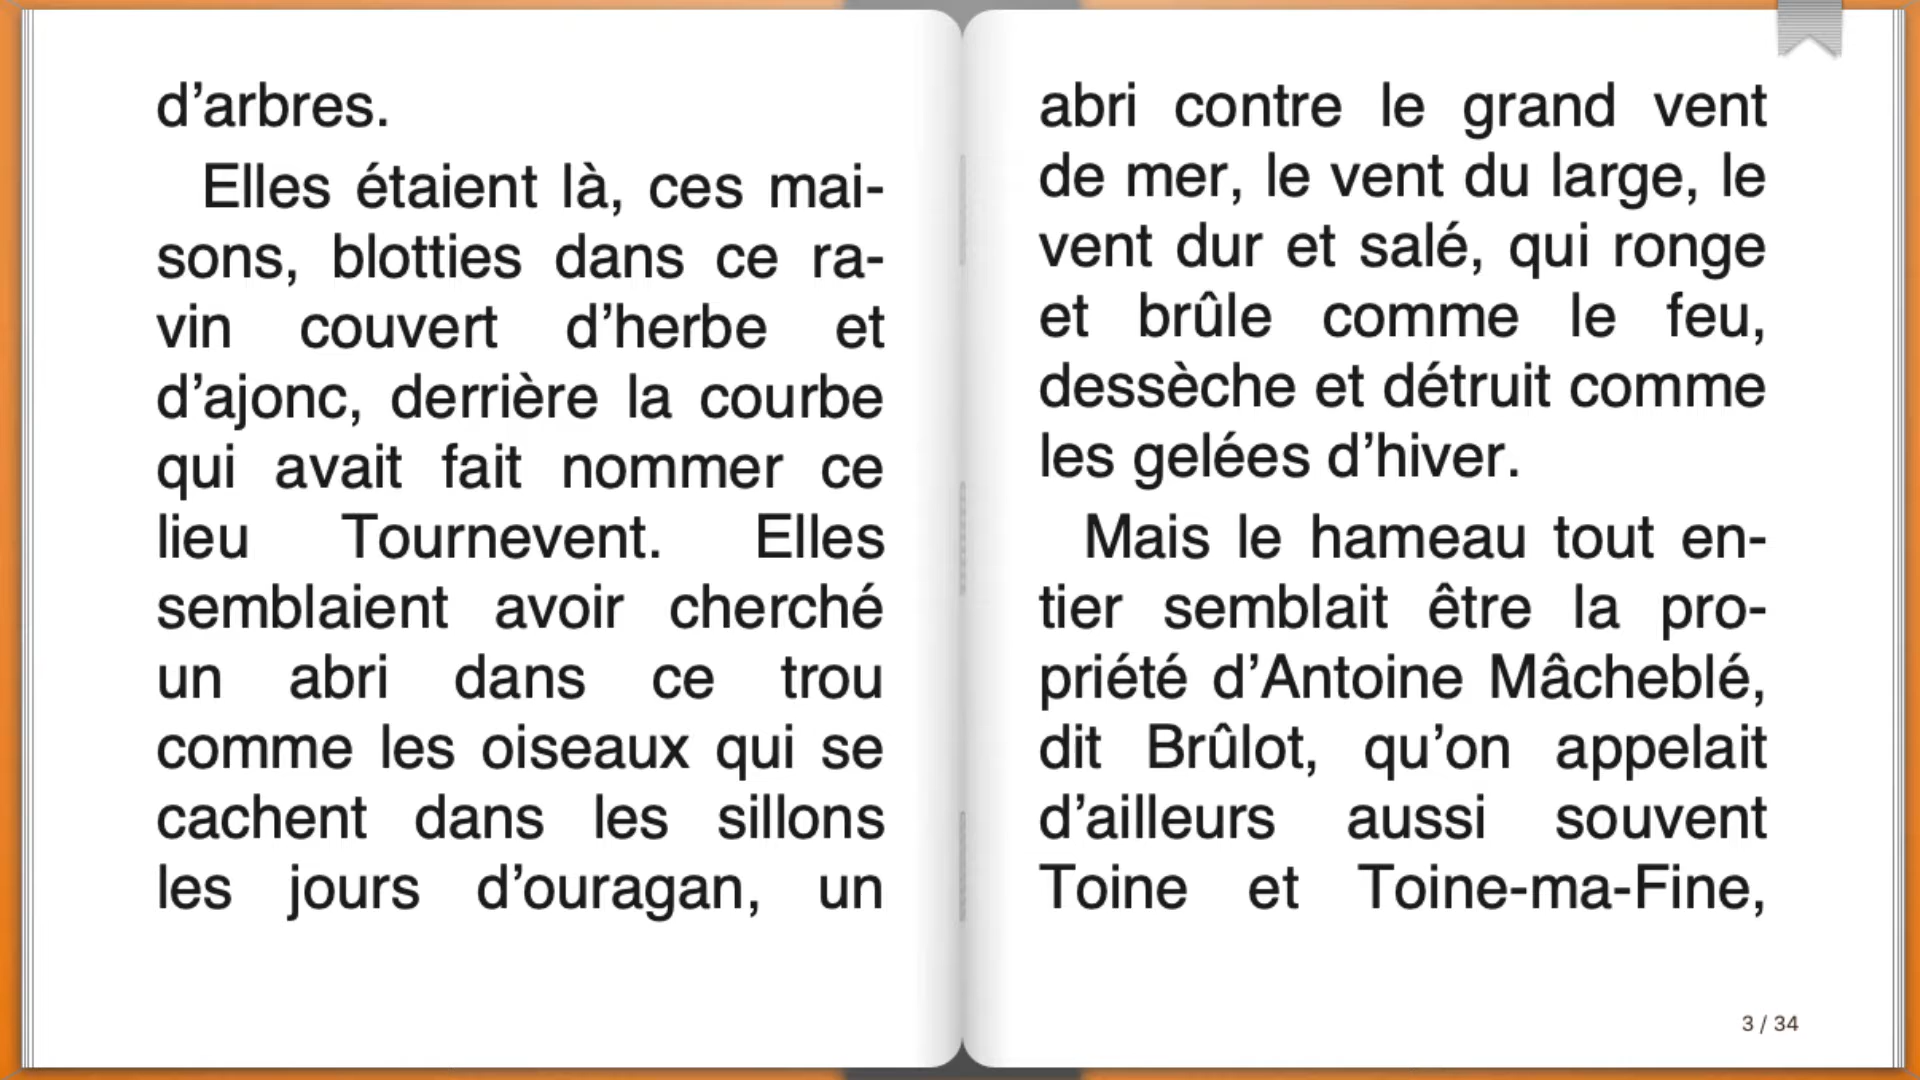 d’arbres.
Elles étaient là, ces mai-
sons, blotties dans ce ra-
vin couvert d’herbe et
d’ajonc, derrière la courbe
qui avait fait nommer ce
lieu Tournevent. Elles
semblaient avoir cherché
un abri dans ce trou
comme les oiseaux qui se
cachent dans les sillons
les jours d’ouragan, un
abri contre le grand vent
de mer, le vent du large, le
vent dur et salé, qui ronge
et brûle comme le feu,
dessèche et détruit comme
les gelées d’hiver.
Mais le hameau tout en-
tier semblait être la pro-
priété d’Antoine Mâcheblé,
dit Brûlot, qu’on appelait
d’ailleurs aussi souvent
Toine et Toine-ma-Fine,
3 / 34